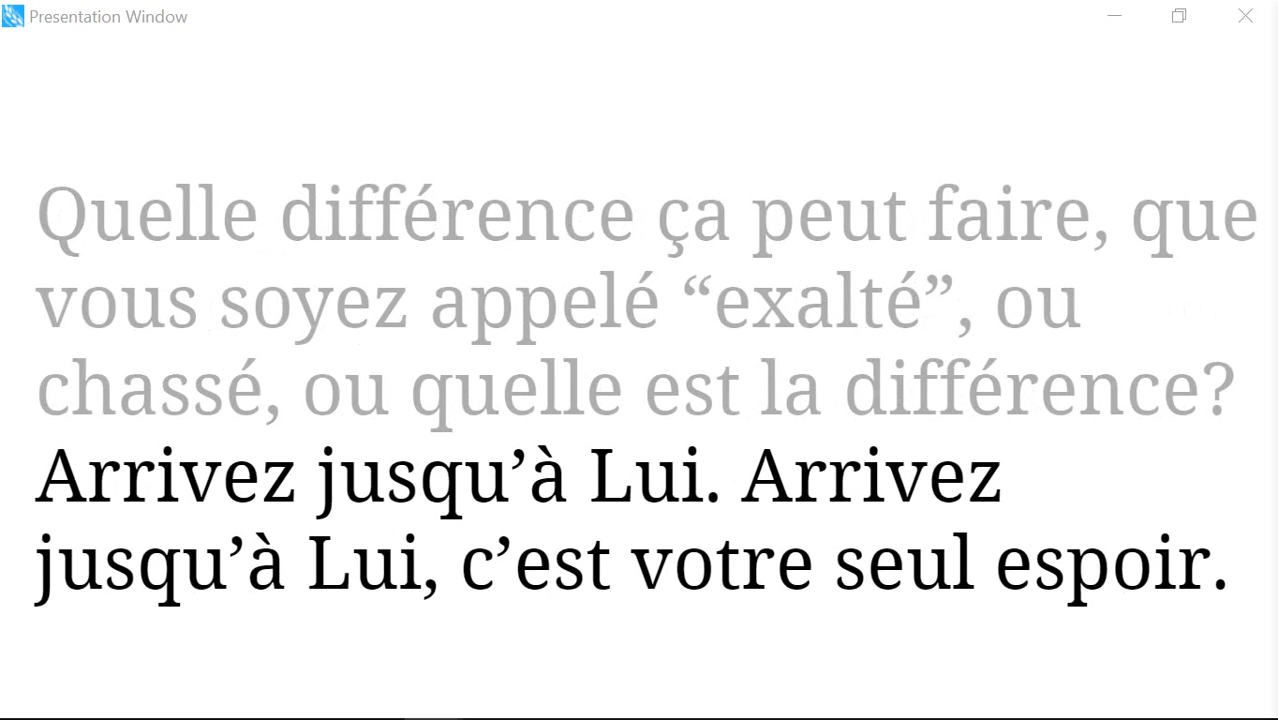 Presentation Window
Quelle différence ça peut faire, que
vous soyez appelé “exalté”, ou
chassé, ou quelle est la différence?
Arrivez jusqu’à Lui. Arrivez
jusqu’à Lui, c’est votre seul espoir.